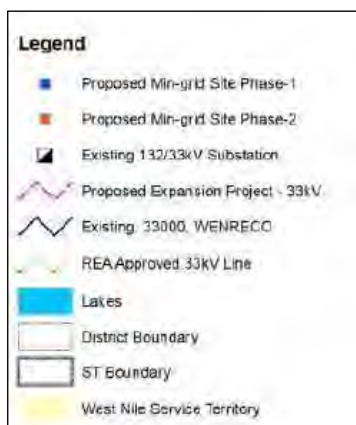 Legend
Proposed Min-grid Site Phase-1
Proposed Min-grid Site Phase-2
Existing 132/33kV Substation
Proposed Expansion Project - 33kV
Existing, 33000, WENRECO
REA Approved 33kV Line
Lakes
District Boundary
ST Boundary
West Nile Service Territory